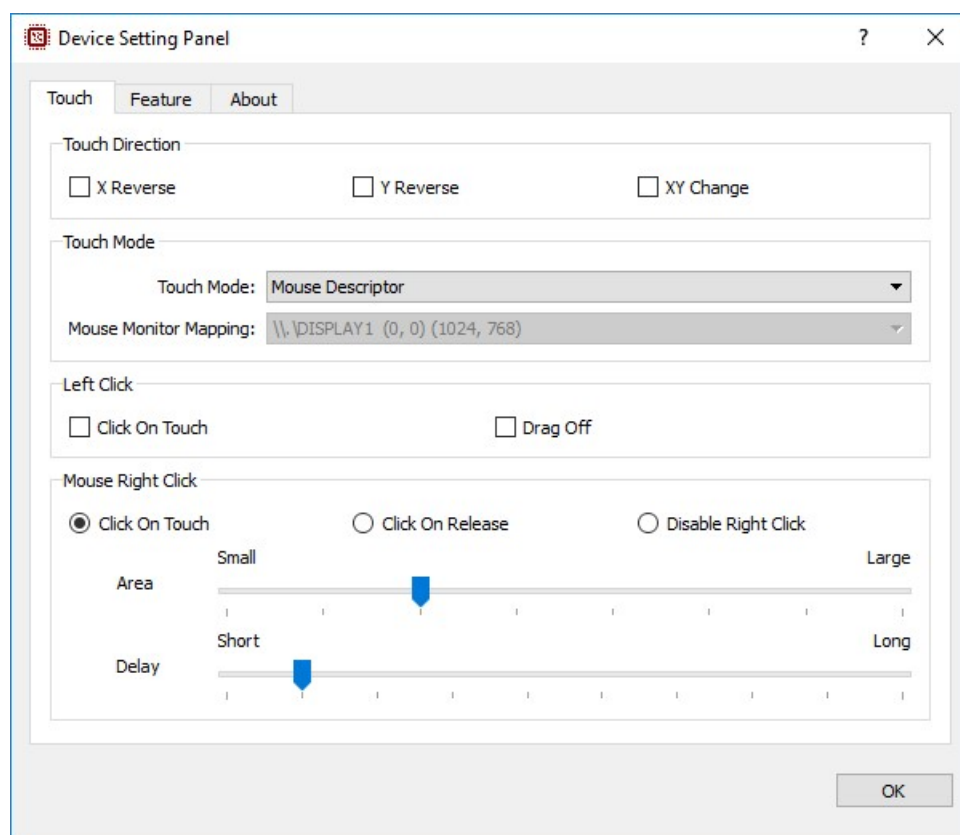 Device Setting Panel
Touch Feature About
Touch Direction
X Reverse Y Reverse XY Change
Touch Mode
Touch Mode: Mouse Descriptor
Mouse Monitor Mapping: \\.\DISPLAY1 (0, 0) (1024, 768)
Left Click
Click On Touch Drag Off
Mouse Right Click
Click On Touch Click On Release Disable Right Click
Small Large
Area
Short Long
Delay
OK